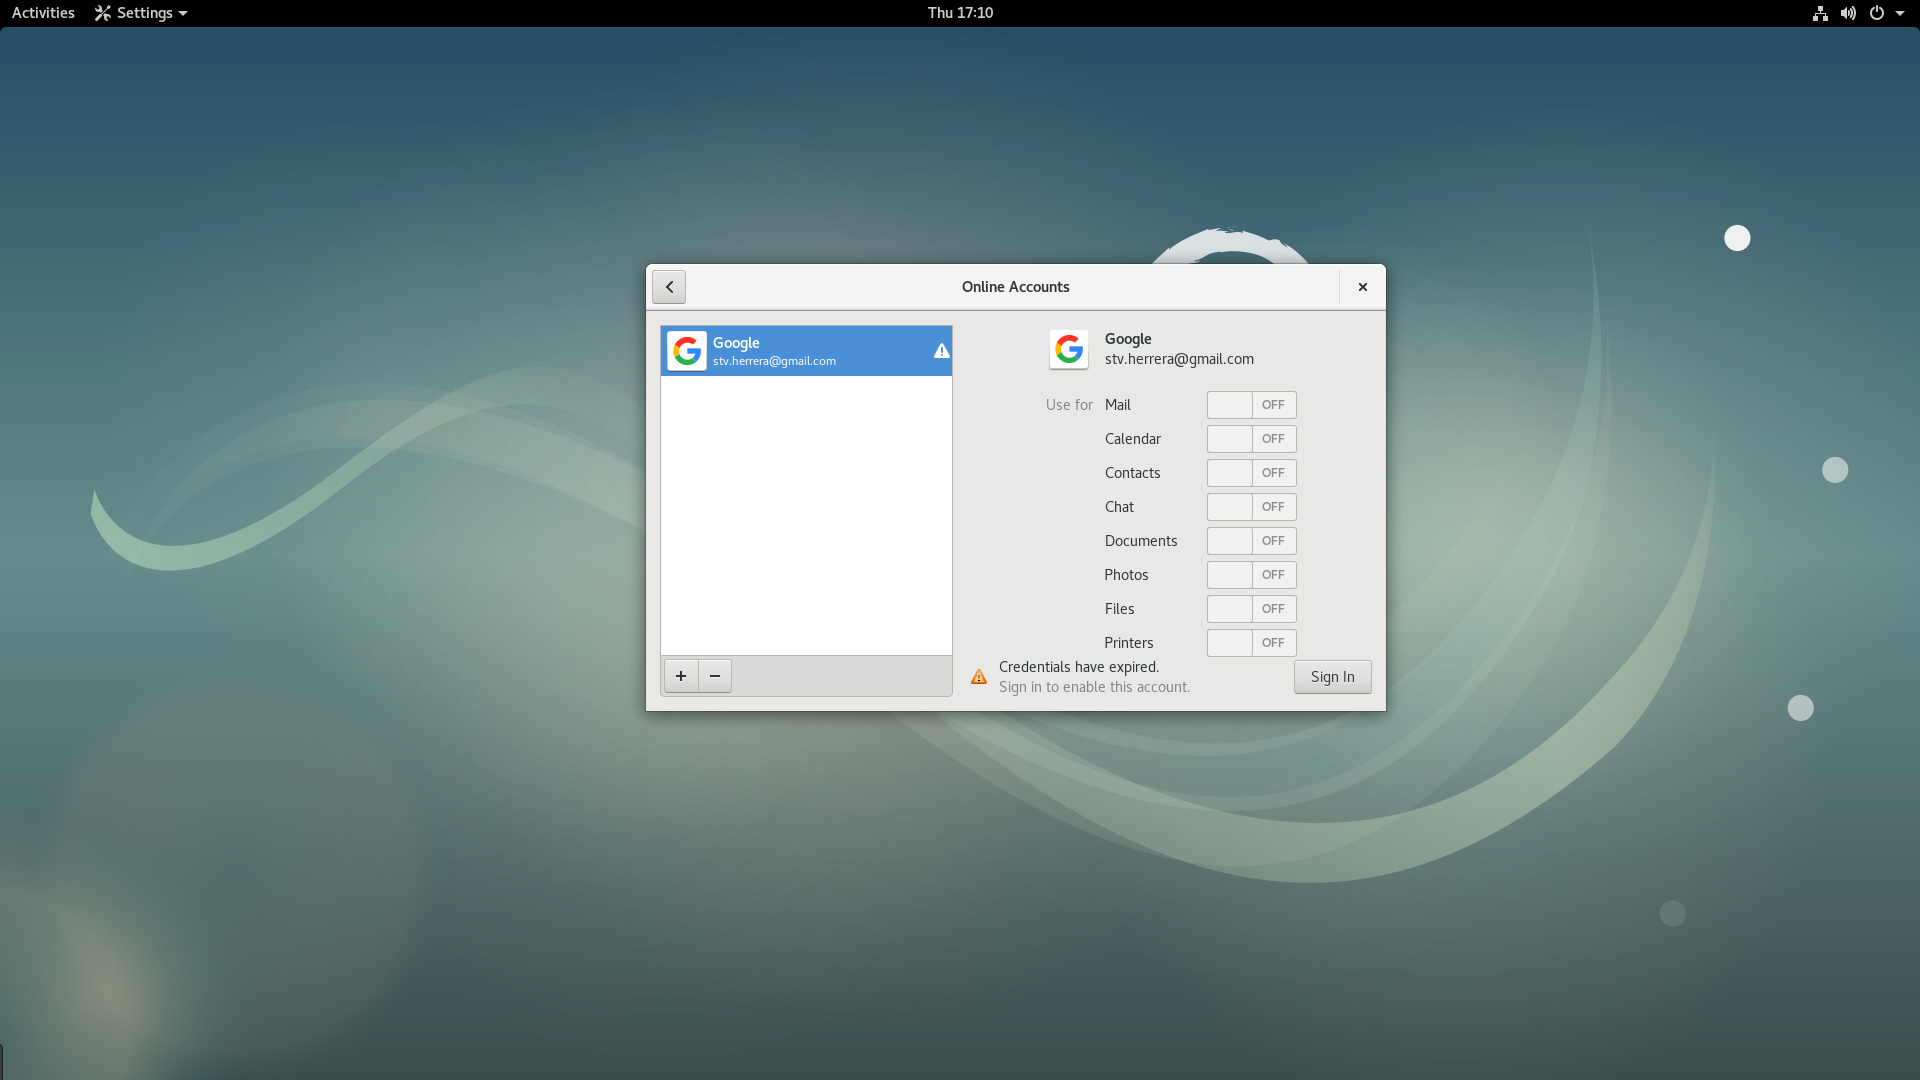 Activities
Settings
Thu 17:10
Online Accounts
Google
stv.herrera@gmail.com
Google
stv.herrera@gmail.com
Use for Mail OFF
Calendar OFF
Contacts OFF
Chat OFF
Documents OFF
Photos OFF
Files OFF
Printers OFF
Credentials have expired.
Sign in to enable this account.
Sign In